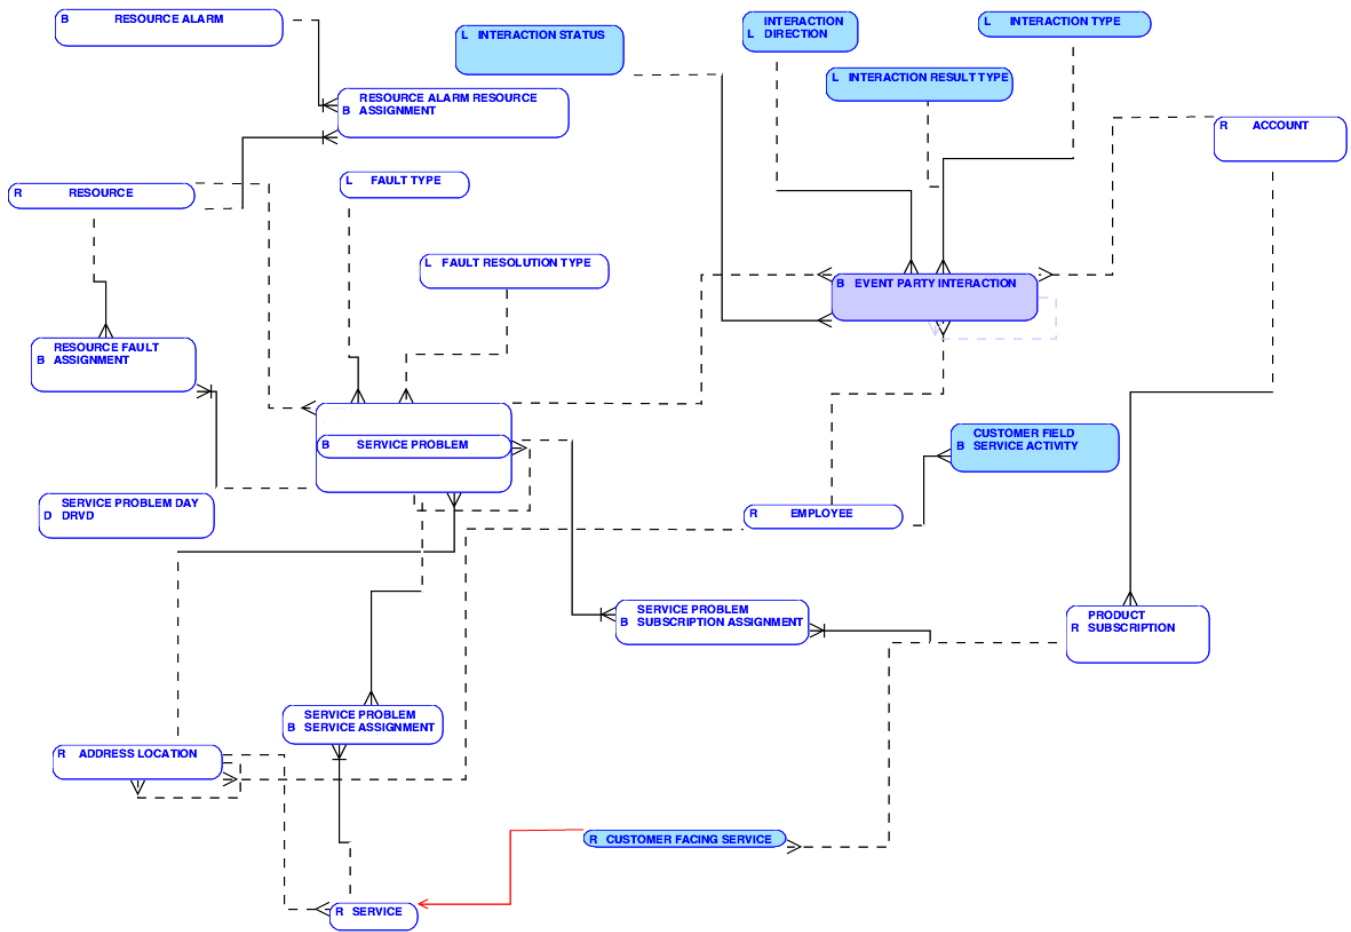 B RESOURCE ALARM
INTERACTION
L DIRECTION
L INTERACTION TYPE
L INTERACTION STATUS
L INTERACTION RESULT TYPE
RESOURCE ALARM RESOURCE
B ASSIGNMENT
R ACCOUNT
L FAULT TYPE
R RESOURCE
L FAULT RESOLUTION TYPE
B EVENT PARTY INTERACTION
RESOURCE FAULT
B ASSIGNMENT
CUSTOMER FIELD
B SERVICE ACTIVITY
B SERVICE PROBLEM
SERVICE PROBLEM DAY
D DRVD
R EMPLOYEE
SERVICE PROBLEM
B SUBSCRIPTION ASSIGNMENT
PRODUCT
R SUBSCRIPTION
SERVICE PROBLEM
B SERVICE ASSIGNMENT
R ADDRESS LOCATION
R CUSTOMER FACING SERVICE
R SERVICE